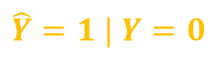 Ŷ = 1 | Y = 0